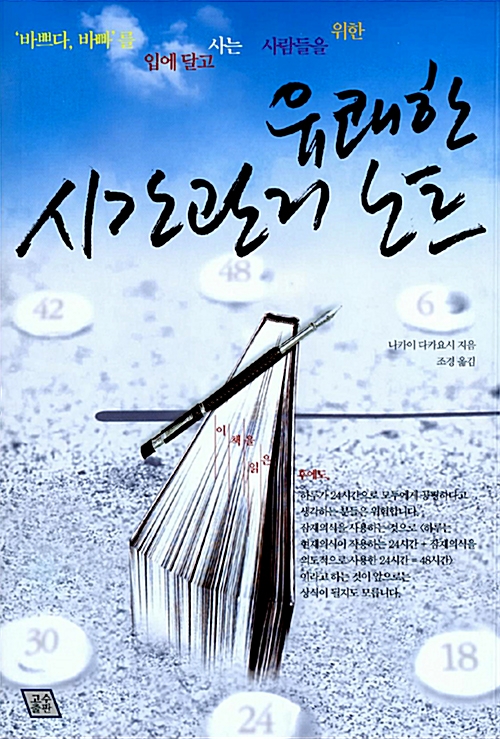 '바쁘다, 바빠'를
입에 달고
사는
사람들을
위한
유쾌한
시간관리 노트
48
42
6
나카이 다카요시 지음
조경 옮김
이 책을 읽은
후에도,
하루가 24시간으로 모두에게 공평하다고
생각하는 분들은 위험합니다.
잠재의식을 사용하는 것으로 (하루는
현재의식이 작용하는 24시간 + 잠재의식을
의도적으로 사용한 24시간 = 48시간)
이라고 하는 것이 앞으로는
상식이 될지도 모릅니다.
30
18
24
고수
출판